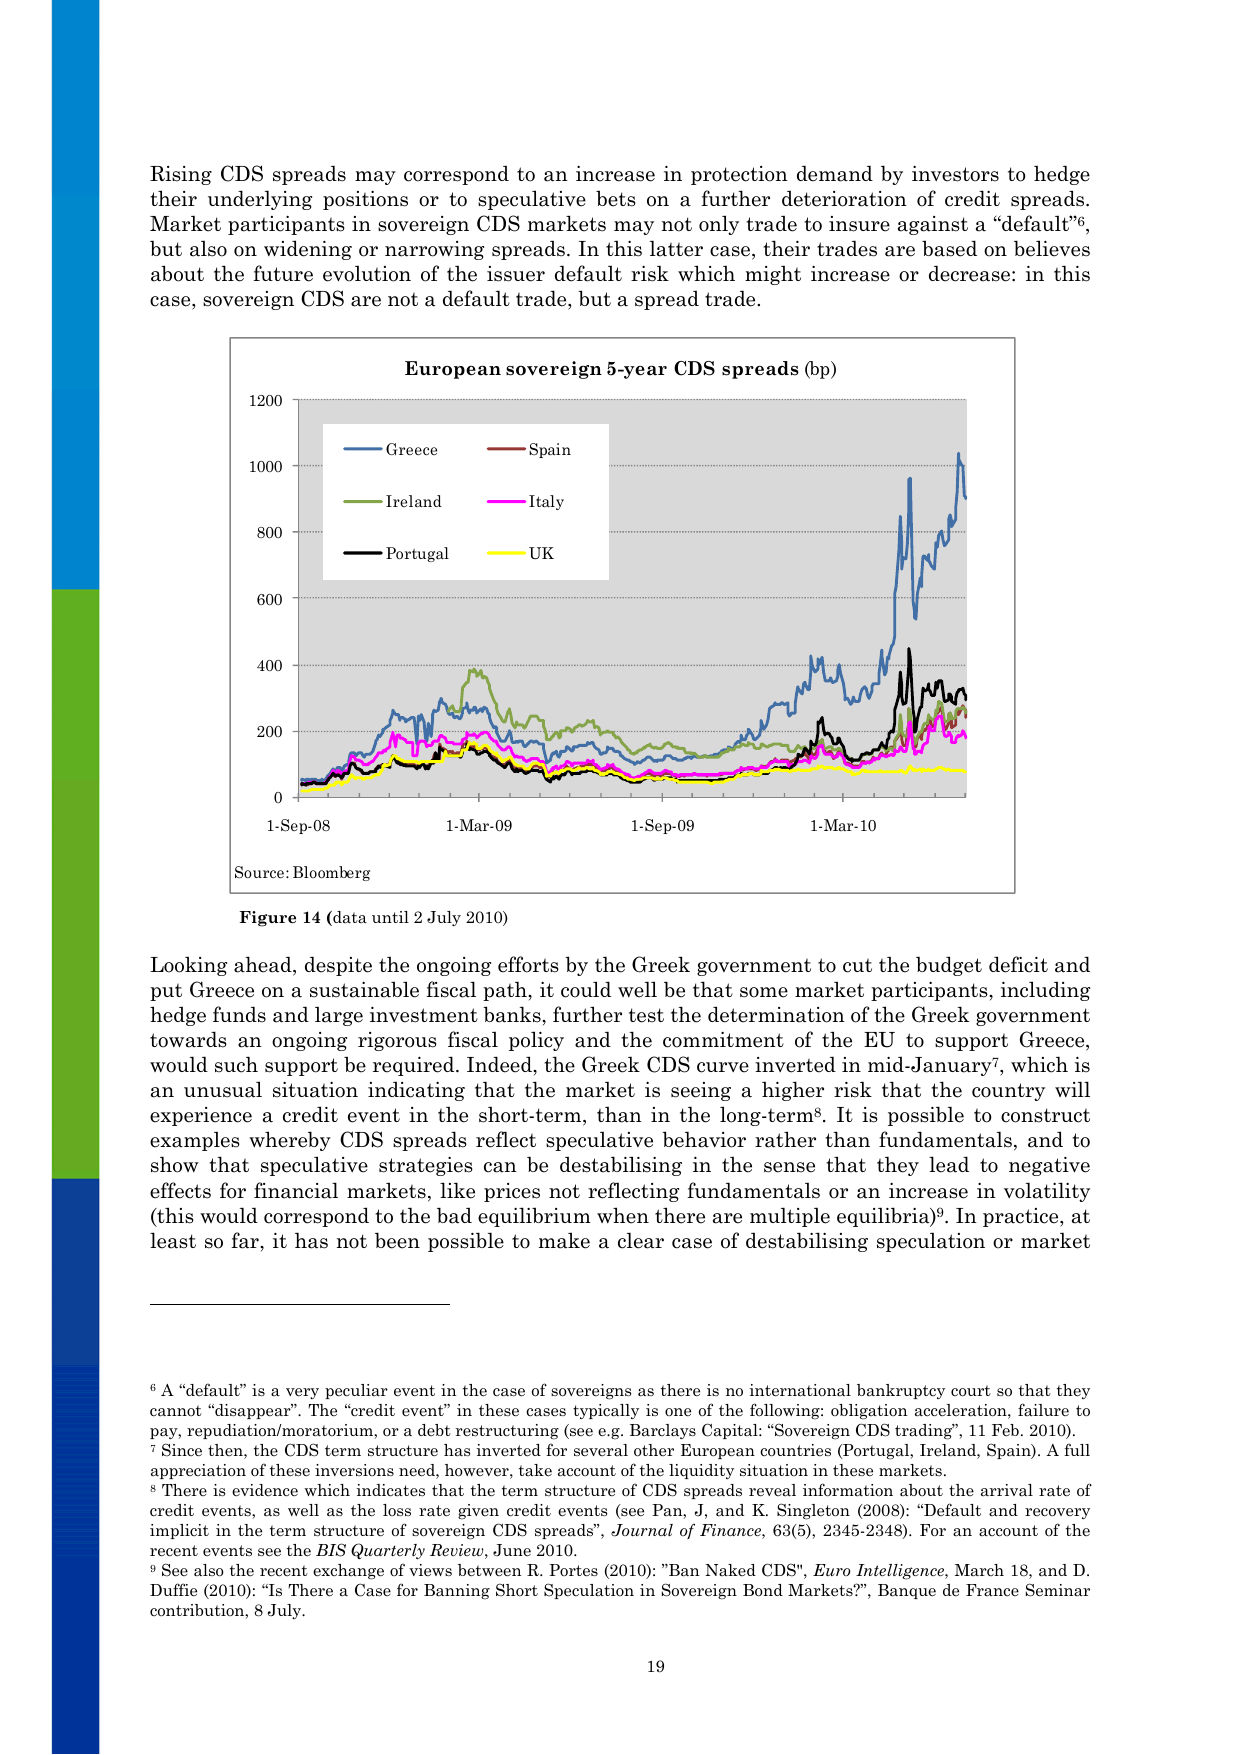 Rising CDS spreads may correspond to an increase in protection demand by investors to hedge
their underlying positions or to speculative bets on a further deterioration of credit spreads.
Market participants in sovereign CDS markets may not only trade to insure against a “default”⁶,
but also on widening or narrowing spreads. In this latter case, their trades are based on believes
about the future evolution of the issuer default risk which might increase or decrease: in this
case, sovereign CDS are not a default trade, but a spread trade.
European sovereign 5-year CDS spreads (bp)
1200
1000
800
600
400
200
0
Greece
Spain
Ireland
Italy
Portugal
UK
1-Sep-08
1-Mar-09
1-Sep-09
1-Mar-10
Source: Bloomberg
Figure 14 (data until 2 July 2010)
Looking ahead, despite the ongoing efforts by the Greek government to cut the budget deficit and
put Greece on a sustainable fiscal path, it could well be that some market participants, including
hedge funds and large investment banks, further test the determination of the Greek government
towards an ongoing rigorous fiscal policy and the commitment of the EU to support Greece,
would such support be required. Indeed, the Greek CDS curve inverted in mid-January⁷, which is
an unusual situation indicating that the market is seeing a higher risk that the country will
experience a credit event in the short-term, than in the long-term⁸. It is possible to construct
examples whereby CDS spreads reflect speculative behavior rather than fundamentals, and to
show that speculative strategies can be destabilising in the sense that they lead to negative
effects for financial markets, like prices not reflecting fundamentals or an increase in volatility
(this would correspond to the bad equilibrium when there are multiple equilibria)⁹. In practice, at
least so far, it has not been possible to make a clear case of destabilising speculation or market
⁶ A “default” is a very peculiar event in the case of sovereigns as there is no international bankruptcy court so that they
cannot “disappear”. The “credit event” in these cases typically is one of the following: obligation acceleration, failure to
pay, repudiation/moratorium, or a debt restructuring (see e.g. Barclays Capital: “Sovereign CDS trading”, 11 Feb. 2010).
⁷ Since then, the CDS term structure has inverted for several other European countries (Portugal, Ireland, Spain). A full
appreciation of these inversions need, however, take account of the liquidity situation in these markets.
⁸ There is evidence which indicates that the term structure of CDS spreads reveal information about the arrival rate of
credit events, as well as the loss rate given credit events (see Pan, J, and K. Singleton (2008): “Default and recovery
implicit in the term structure of sovereign CDS spreads”, Journal of Finance, 63(5), 2345-2348). For an account of the
recent events see the BIS Quarterly Review, June 2010.
⁹ See also the recent exchange of views between R. Portes (2010): ”Ban Naked CDS", Euro Intelligence, March 18, and D.
Duffie (2010): “Is There a Case for Banning Short Speculation in Sovereign Bond Markets?”, Banque de France Seminar
contribution, 8 July.
19